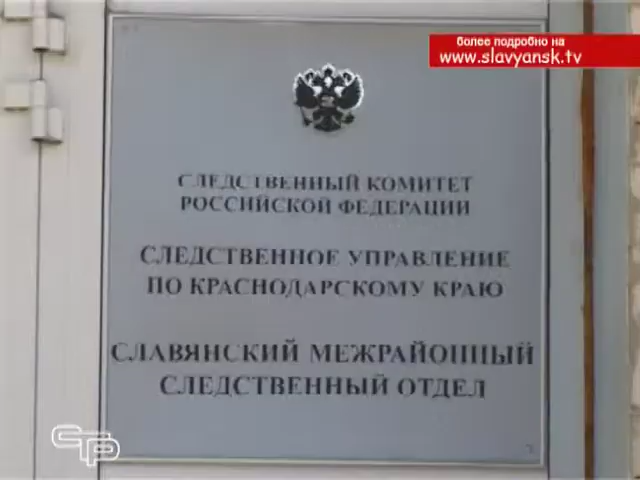 более подробно на
www.slavyansk.tv
СЛЕДСТВЕННЫЙ КОМИТЕТ
РОССИЙСКОЙ ФЕДЕРАЦИИ
СЛЕДСТВЕННОЕ УПРАВЛЕНИЕ
ПО КРАСНОДАРСКОМУ КРАЮ
СЛАВЯНСКИЙ МЕЖРАЙОННЫЙ
СЛЕДСТВЕННЫЙ ОТДЕЛ
СТР